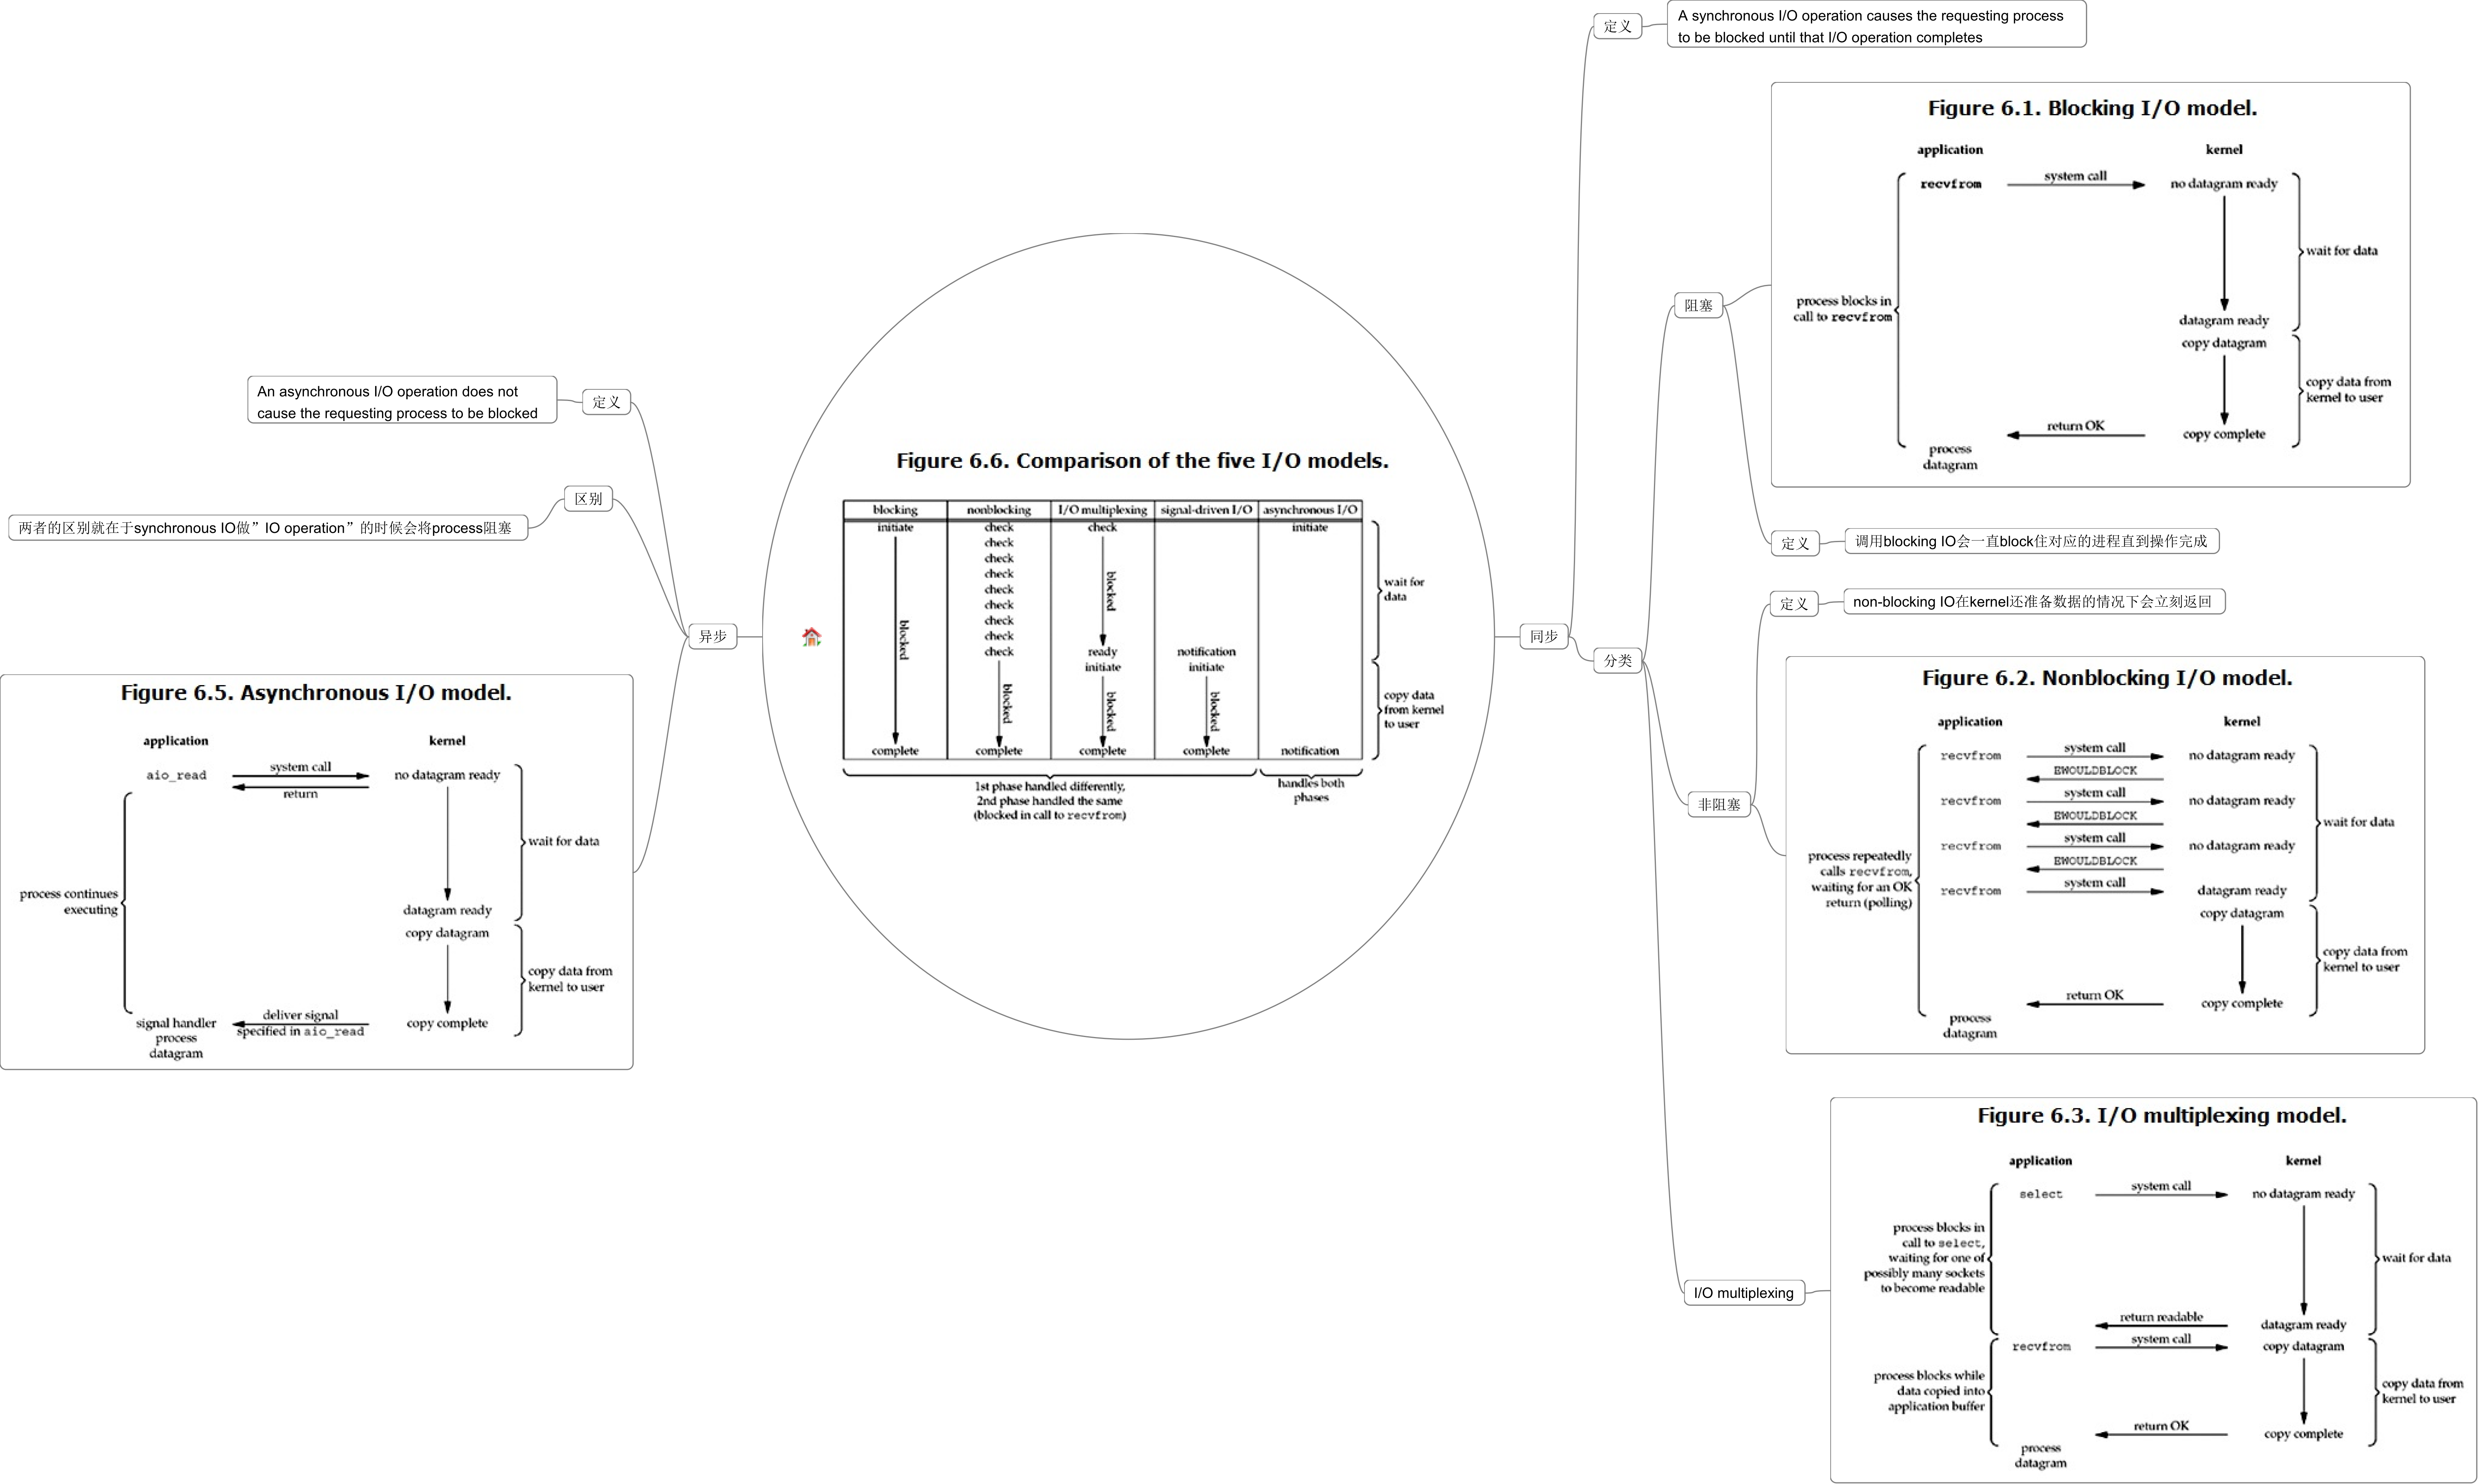 定义
A synchronous I/O operation causes the requesting process
to be blocked until that I/O operation completes
Figure 6.1. Blocking I/O model.
application
kernel
recvfrom
system call
no datagram ready
wait for data
process blocks in
call to recvfrom
datagram ready
copy datagram
copy data from
kernel to user
return OK
copy complete
process
datagram
阻塞
定义
调用blocking IO会一直block住对应的进程直到操作完成
定义
non-blocking IO在kernel还准备数据的情况下会立刻返回
Figure 6.2. Nonblocking I/O model.
application
kernel
recvfrom
system call
no datagram ready
EWOULDBLOCK
recvfrom
system call
no datagram ready
EWOULDBLOCK
wait for data
recvfrom
system call
no datagram ready
EWOULDBLOCK
process repeatedly
calls recvfrom,
waiting for an OK
return (polling)
recvfrom
system call
datagram ready
copy datagram
copy data from
kernel to user
return OK
copy complete
process
datagram
非阻塞
同步
分类
I/O multiplexing
Figure 6.3. I/O multiplexing model.
application
kernel
select
system call
no datagram ready
process blocks in
call to select,
waiting for one of
possibly many sockets
to become readable
wait for data
return readable
datagram ready
recvfrom
system call
copy datagram
process blocks while
data copied into
application buffer
copy data from
kernel to user
return OK
copy complete
process
datagram
Figure 6.6. Comparison of the five I/O models.
blocking
nonblocking
I/O multiplexing
signal-driven I/O
asynchronous I/O
initiate
check
check
initiate
check
check
check
check
check
check
check
check
blocked
blocked
wait for
data
ready
notification
initiate
initiate
blocked
blocked
blocked
copy data
from kernel
to user
complete
complete
complete
complete
notification
1st phase handled differently,
2nd phase handled the same
(blocked in call to recvfrom)
handles both
phases
异步
定义
An asynchronous I/O operation does not
cause the requesting process to be blocked
区别
两者的区别就在于synchronous IO做”IO operation”的时候会将process阻塞
Figure 6.5. Asynchronous I/O model.
application
kernel
aio_read
system call
return
no datagram ready
wait for data
process continues
executing
datagram ready
copy datagram
copy data from
kernel to user
signal handler
process
datagram
deliver signal
specified in aio_read
copy complete